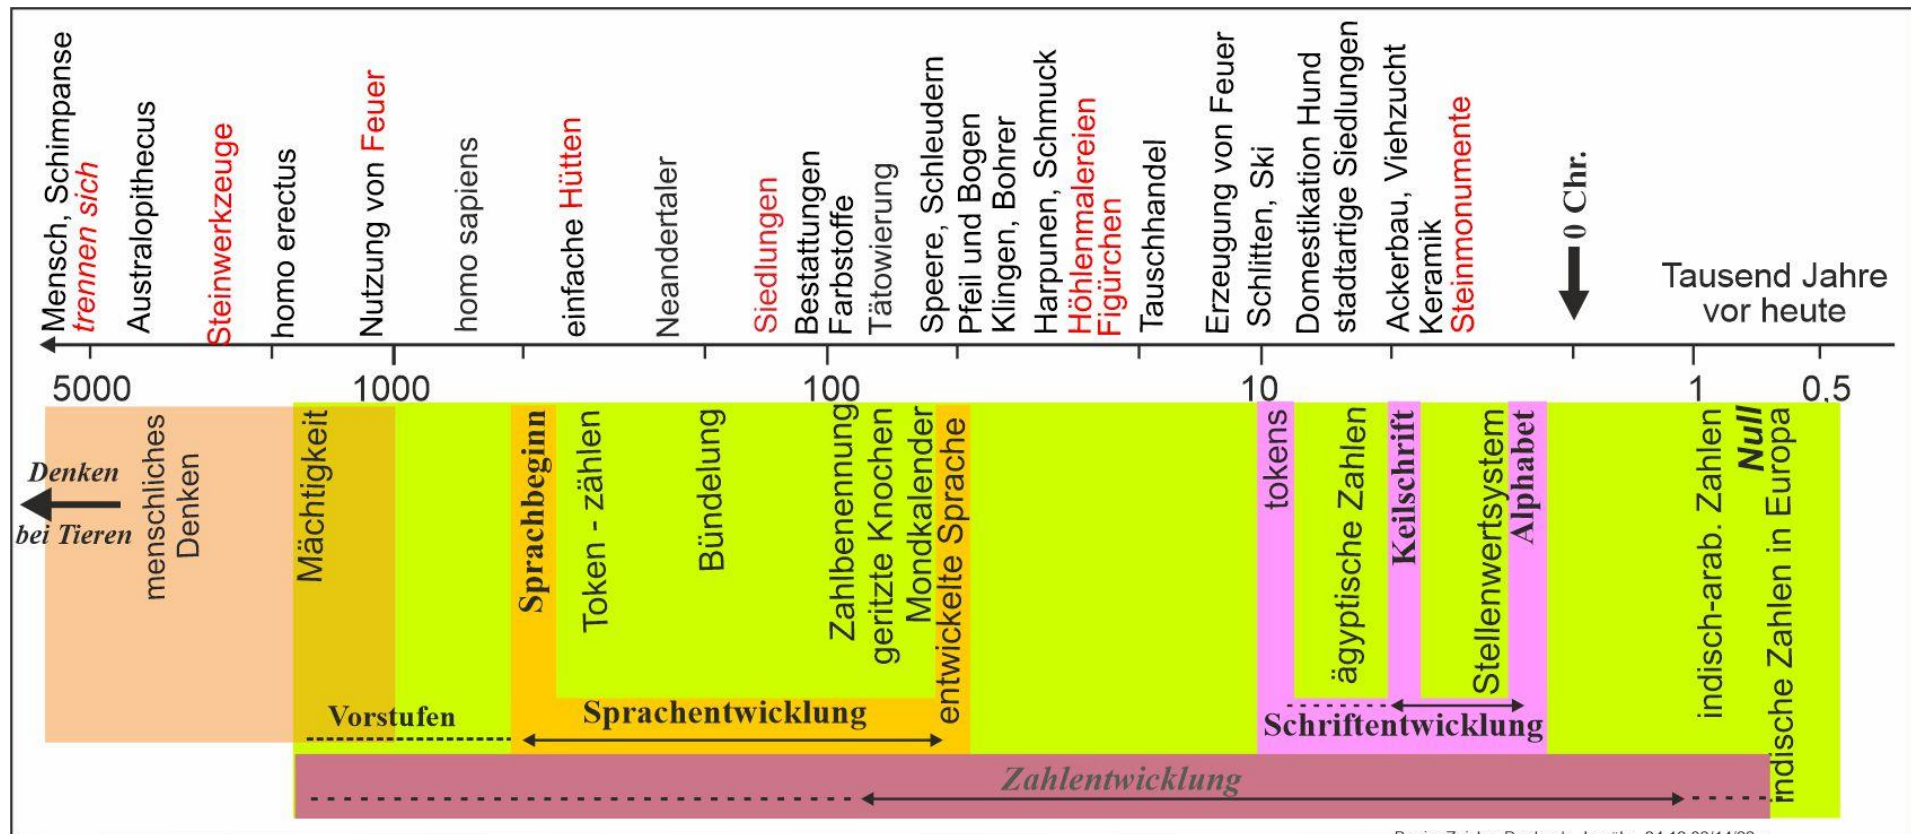 Mensch, Schimpanse
trennen sich
Australopithecus
Steinwerkzeuge
homo erectus
Nutzung von Feuer
homo sapiens
einfache Hütten
Neandertaler
Siedlungen
Bestattungen
Farbstoffe
Tätowierung
Speere, Schleudern
Pfeil und Bogen
Klingen, Bohrer
Harpunen, Schmuck
Höhlenmalereien
Figürchen
Tauschhandel
Erzeugung von Feuer
Schlitten, Ski
Domestikation Hund
stadtartige Siedlungen
Ackerbau, Viehzucht
Keramik
Steinmonumente
0 Chr.
Tausend Jahre
vor heute
5000
1000
100
10
1
0,5
Denken
bei Tieren
menschliches
Denken
Mächtigkeit
Sprachbeginn
Token - zählen
Bündelung
Zahlbenennung
geritzte Knochen
Mondkalender
entwickelte Sprache
tokens
ägyptische Zahlen
Keilschrift
Stellenwertsystem
Alphabet
indisch-arab. Zahlen
Null
indische Zahlen in Europa
Vorstufen
Sprachentwicklung
Schriftentwicklung
Zahlentwicklung